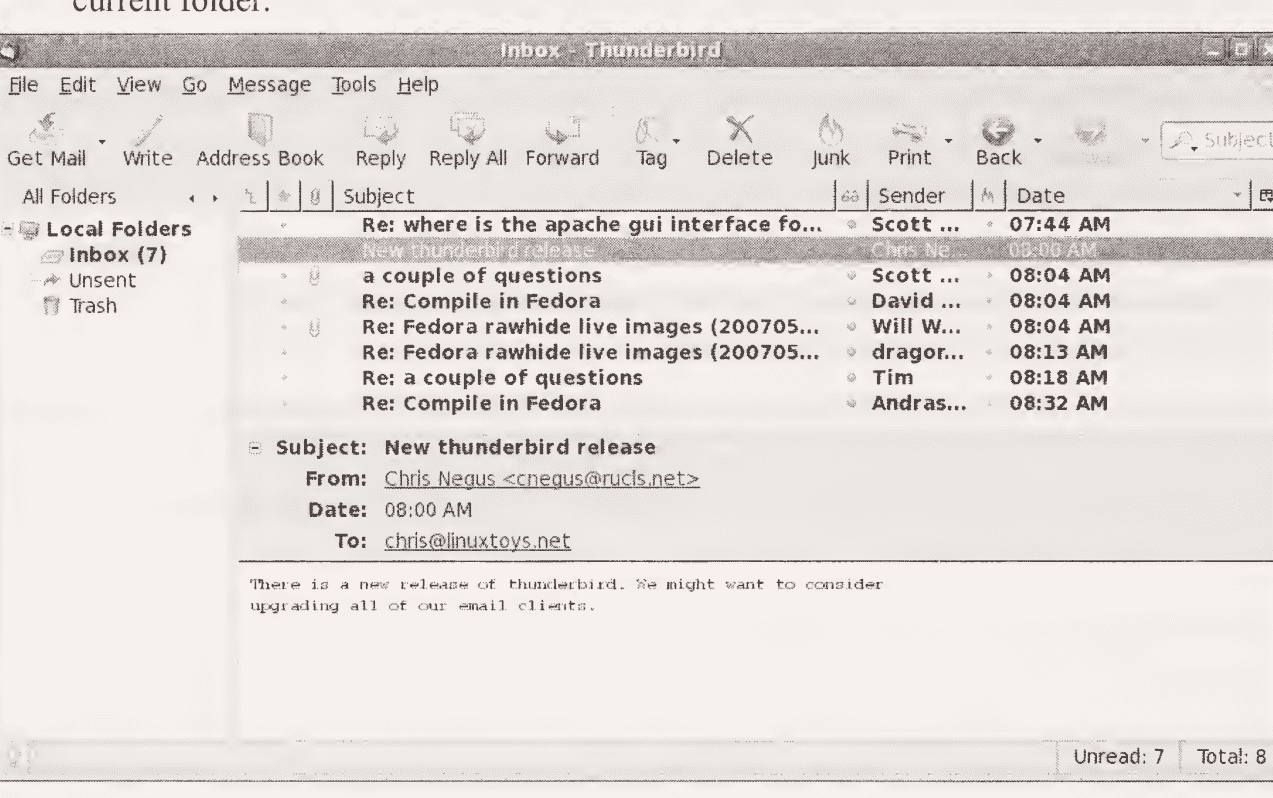 current folder.
Inbox - Thunderbird
File Edit View Go Message Tools Help
Get Mail Write Address Book Reply Reply All Forward Tag Delete Junk Print Back Subject
All Folders Subject Sender Date
Local Folders
Inbox (7)
Unsent
Trash
Re: where is the apache gui interface fo... Scott ... 07:44 AM
New thunderbird release Chris Ne... 08:00 AM
a couple of questions Scott ... 08:04 AM
Re: Compile in Fedora David ... 08:04 AM
Re: Fedora rawhide live images (200705... Will W... 08:04 AM
Re: Fedora rawhide live images (200705... dragor... 08:13 AM
Re: a couple of questions Tim 08:18 AM
Re: Compile in Fedora Andras... 08:32 AM
Subject: New thunderbird release
From: Chris Negus <cnegus@rucls.net>
Date: 08:00 AM
To: chris@linuxtoys.net
There is a new release of thunderbird. We might want to consider
upgrading all of our email clients.
Unread: 7 Total: 8